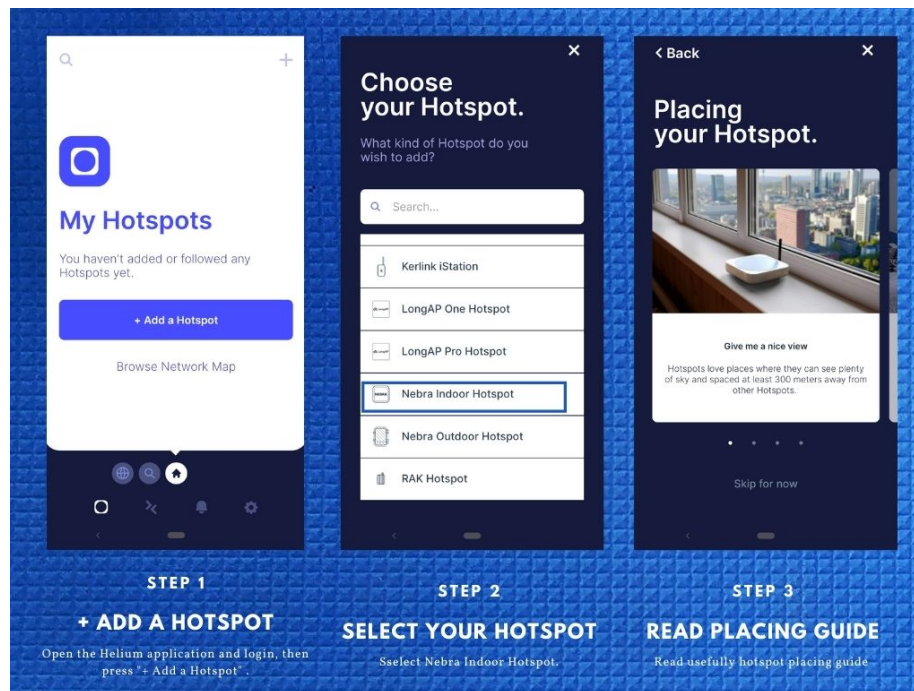 My Hotspots
You haven't added or followed any
Hotspots yet.
+ Add a Hotspot
Browse Network Map
STEP 1
+ ADD A HOTSPOT
Open the Helium application and login, then
press "+ Add a Hotspot" .
Choose
your Hotspot.
What kind of Hotspot do you
wish to add?
Search...
Kerlink iStation
LongAP One Hotspot
LongAP Pro Hotspot
Nebra Indoor Hotspot
Nebra Outdoor Hotspot
RAK Hotspot
STEP 2
SELECT YOUR HOTSPOT
Sselect Nebra Indoor Hotspot.
< Back
Placing
your Hotspot.
Give me a nice view
Hotspots love places where they can see plenty
of sky and spaced at least 300 meters away from
other Hotspots.
Skip for now
STEP 3
READ PLACING GUIDE
Read usefully hotspot placing guide